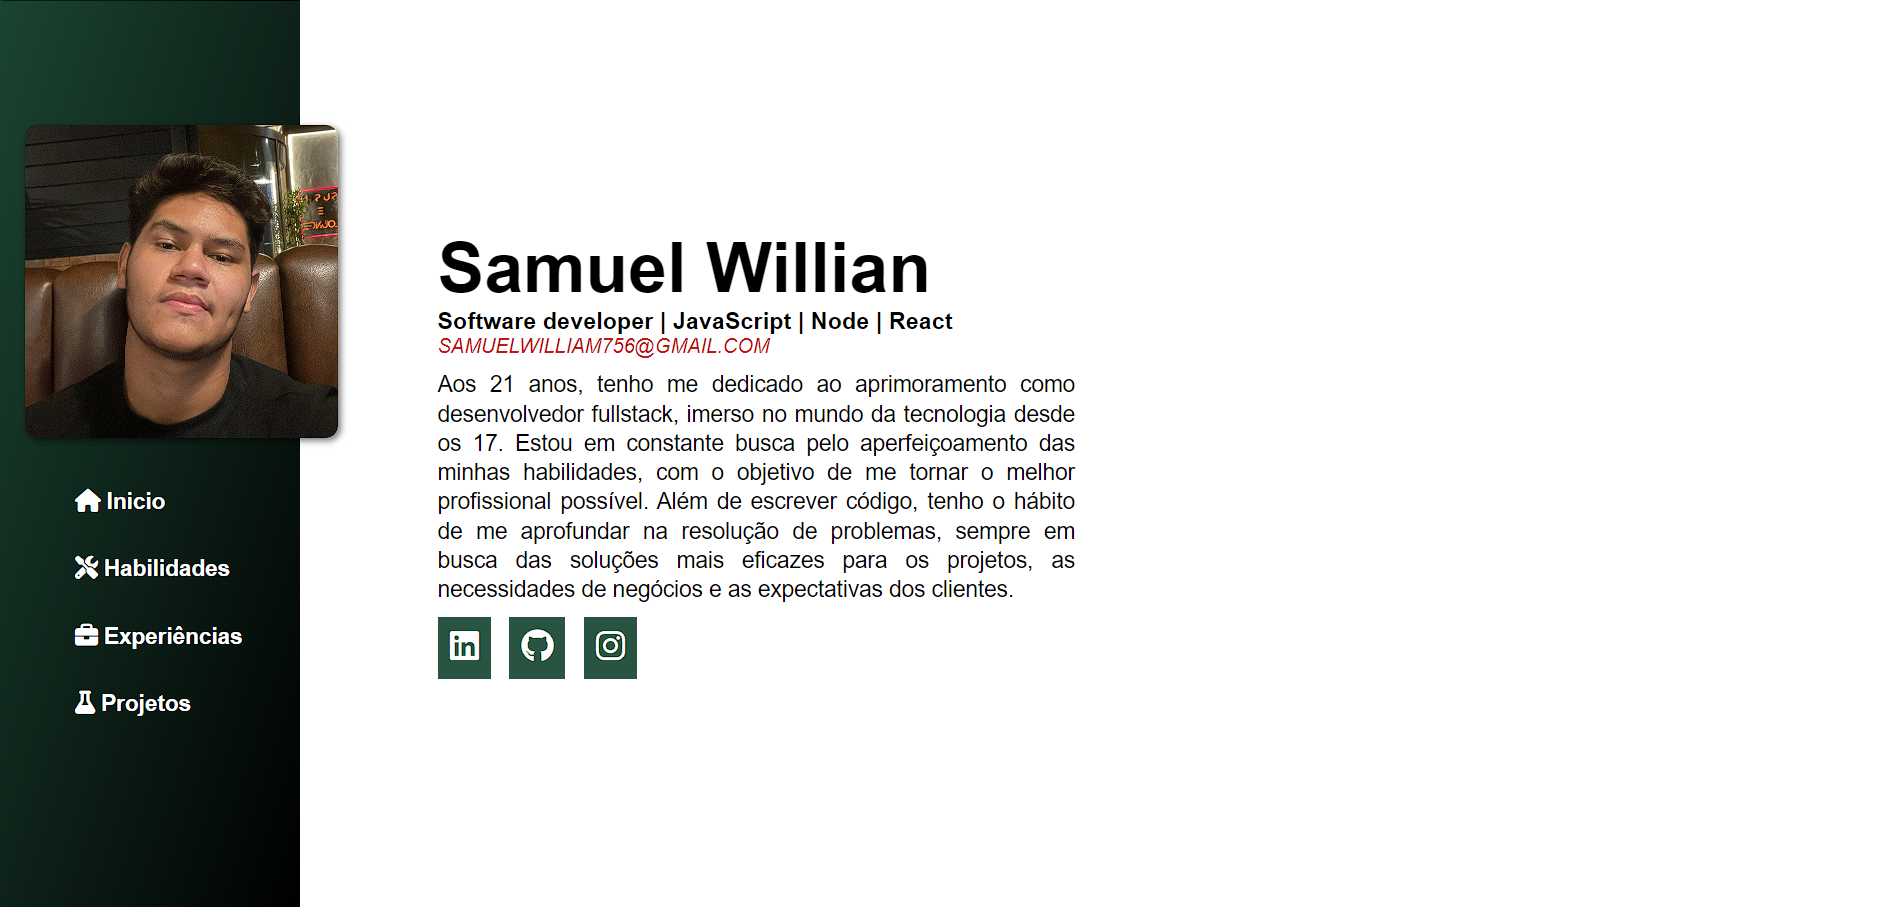 Inicio
Habilidades
Experiências
Projetos
Samuel Willian
Software developer | JavaScript | Node | React
SAMUELWILLIAM756@GMAIL.COM
Aos 21 anos, tenho me dedicado ao aprimoramento como
desenvolvedor fullstack, imerso no mundo da tecnologia desde
os 17. Estou em constante busca pelo aperfeiçoamento das
minhas habilidades, com o objetivo de me tornar o melhor
profissional possível. Além de escrever código, tenho o hábito
de me aprofundar na resolução de problemas, sempre em
busca das soluções mais eficazes para os projetos, as
necessidades de negócios e as expectativas dos clientes.
in